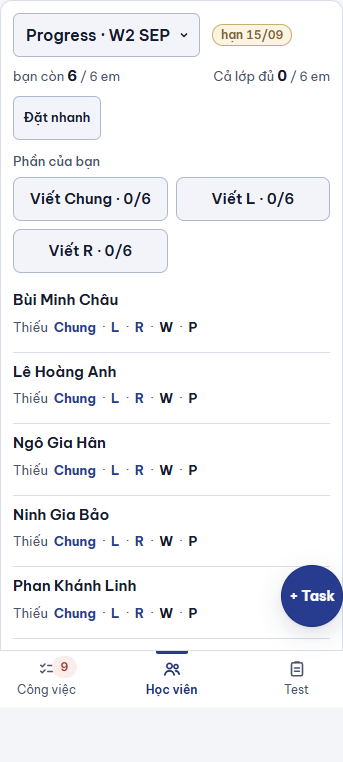 Progress · W2 SEP
hạn 15/09
bạn còn 6 / 6 em
Cả lớp đủ 0 / 6 em
Đặt nhanh
Phần của bạn
Viết Chung · 0/6
Viết L · 0/6
Viết R · 0/6
Bùi Minh Châu
Thiếu Chung · L · R · W · P
Lê Hoàng Anh
Thiếu Chung · L · R · W · P
Ngô Gia Hân
Thiếu Chung · L · R · W · P
Ninh Gia Bảo
Thiếu Chung · L · R · W · P
Phan Khánh Linh
Thiếu Chung · L · R · W · P
+ Task
9
Công việc
Học viên
Test